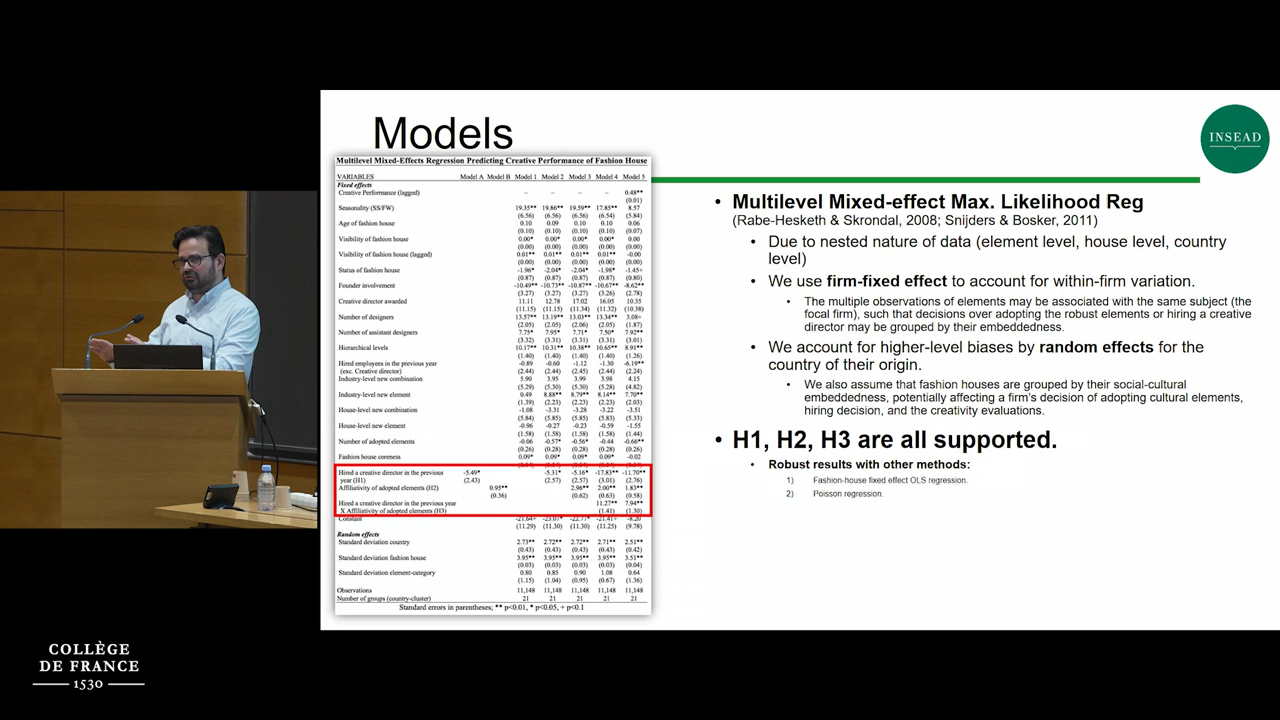 Models
INSEAD
Multilevel Mixed-Effects Regression Predicting Creative Performance of Fashion House
VARIABLES Model A Model B Model 1 Model 2 Model 3 Model 4 Model 5
Fixed effects
Creative Performance (lagged) – – – – 0.48**
(0.01)
Seasonality (SS/FW) 19.35** 19.86** 19.59** 17.85** 8.57
(6.56) (6.56) (6.56) (6.54) (5.84)
Age of fashion house 0.10 0.09 0.10 0.10 0.06
(0.10) (0.10) (0.10) (0.10) (0.07)
Visibility of fashion house 0.00* 0.00* 0.00* 0.00* 0.00
(0.00) (0.00) (0.00) (0.00) (0.00)
Visibility of fashion house (lagged) 0.01** 0.01** 0.01** 0.01** -0.00
(0.00) (0.00) (0.00) (0.00) (0.00)
Status of fashion house -1.96* -2.04* -2.04* -1.98* -1.45+
(0.87) (0.87) (0.87) (0.87) (0.80)
Founder involvement -10.49** -10.73** -10.87** -10.67** -8.62**
(3.27) (3.27) (3.27) (3.26) (2.78)
Creative director awarded 11.11 12.78 17.02 16.05 10.35
(11.15) (11.15) (11.34) (11.32) (10.38)
Number of designers 13.57** 13.19** 13.03** 13.34** 3.08+
(2.05) (2.05) (2.06) (2.05) (1.87)
Number of assistant designers 7.75* 7.95* 7.71* 7.50* 7.92**
(3.32) (3.31) (3.31) (3.31) (3.01)
Hierarchical levels 10.17** 10.31** 10.38** 10.65** 8.91**
(1.40) (1.40) (1.40) (1.40) (1.26)
Hired employees in the previous year -0.89 -0.60 -1.12 -1.30 -6.19**
(exc. Creative director) (2.44) (2.44) (2.45) (2.44) (2.24)
Industry-level new combination 5.90 3.95 3.99 3.98 4.15
(5.29) (5.30) (5.30) (5.28) (4.82)
Industry-level new element 0.49 8.88** 8.79** 8.14** 7.70**
(1.39) (2.23) (2.23) (2.23) (2.03)
House-level new combination -1.08 -3.31 -3.28 -3.22 -3.51
(5.84) (5.85) (5.85) (5.83) (5.33)
House-level new element -0.96 -0.27 -0.23 -0.59 -1.55
(1.58) (1.58) (1.58) (1.58) (1.44)
Number of adopted elements -0.06 -0.57* -0.56* -0.44 -0.66**
(0.26) (0.28) (0.28) (0.28) (0.26)
Fashion house coreness 0.09* 0.09* 0.09* 0.09* -0.02
Hired a creative director in the previous -5.49* -5.31* -5.16* -17.83** -11.70**
year (H1) (2.43) (2.57) (2.57) (3.01) (2.76)
Affiliativity of adopted elements (H2) 0.95** 2.96** 2.00** 1.83**
(0.36) (0.62) (0.63) (0.58)
Hired a creative director in the previous year 11.27** 7.94**
X Affiliativity of adopted elements (H3) (1.41) (1.30)
Constant
(11.29) (11.30) (11.30) (11.25) (9.78)
Random effects
Standard deviation country 2.73** 2.72** 2.72** 2.71** 2.51**
(0.43) (0.43) (0.43) (0.43) (0.42)
Standard deviation fashion house 3.95** 3.95** 3.95** 3.95** 3.51**
(0.03) (0.03) (0.03) (0.03) (0.04)
Standard deviation element-category 0.80 0.85 0.90 1.08 0.64
(1.15) (1.04) (0.95) (0.67) (1.36)
Observations 11,148 11,148 11,148 11,148 11,148
Number of groups (country-cluster) 21 21 21 21 21
Standard errors in parentheses; ** p<0.01, * p<0.05, + p<0.1
• Multilevel Mixed-effect Max. Likelihood Reg
(Rabe-Hesketh & Skrondal, 2008; Snijders & Bosker, 2011)
• Due to nested nature of data (element level, house level, country
level)
• We use firm-fixed effect to account for within-firm variation.
• The multiple observations of elements may be associated with the same subject (the
focal firm), such that decisions over adopting the robust elements or hiring a creative
director may be grouped by their embeddedness.
• We account for higher-level biases by random effects for the
country of their origin.
• We also assume that fashion houses are grouped by their social-cultural
embeddedness, potentially affecting a firm's decision of adopting cultural elements,
hiring decision, and the creativity evaluations.
• H1, H2, H3 are all supported.
• Robust results with other methods:
1) Fashion-house fixed effect OLS regression.
2) Poisson regression.
COLLÈGE
DE FRANCE
1530